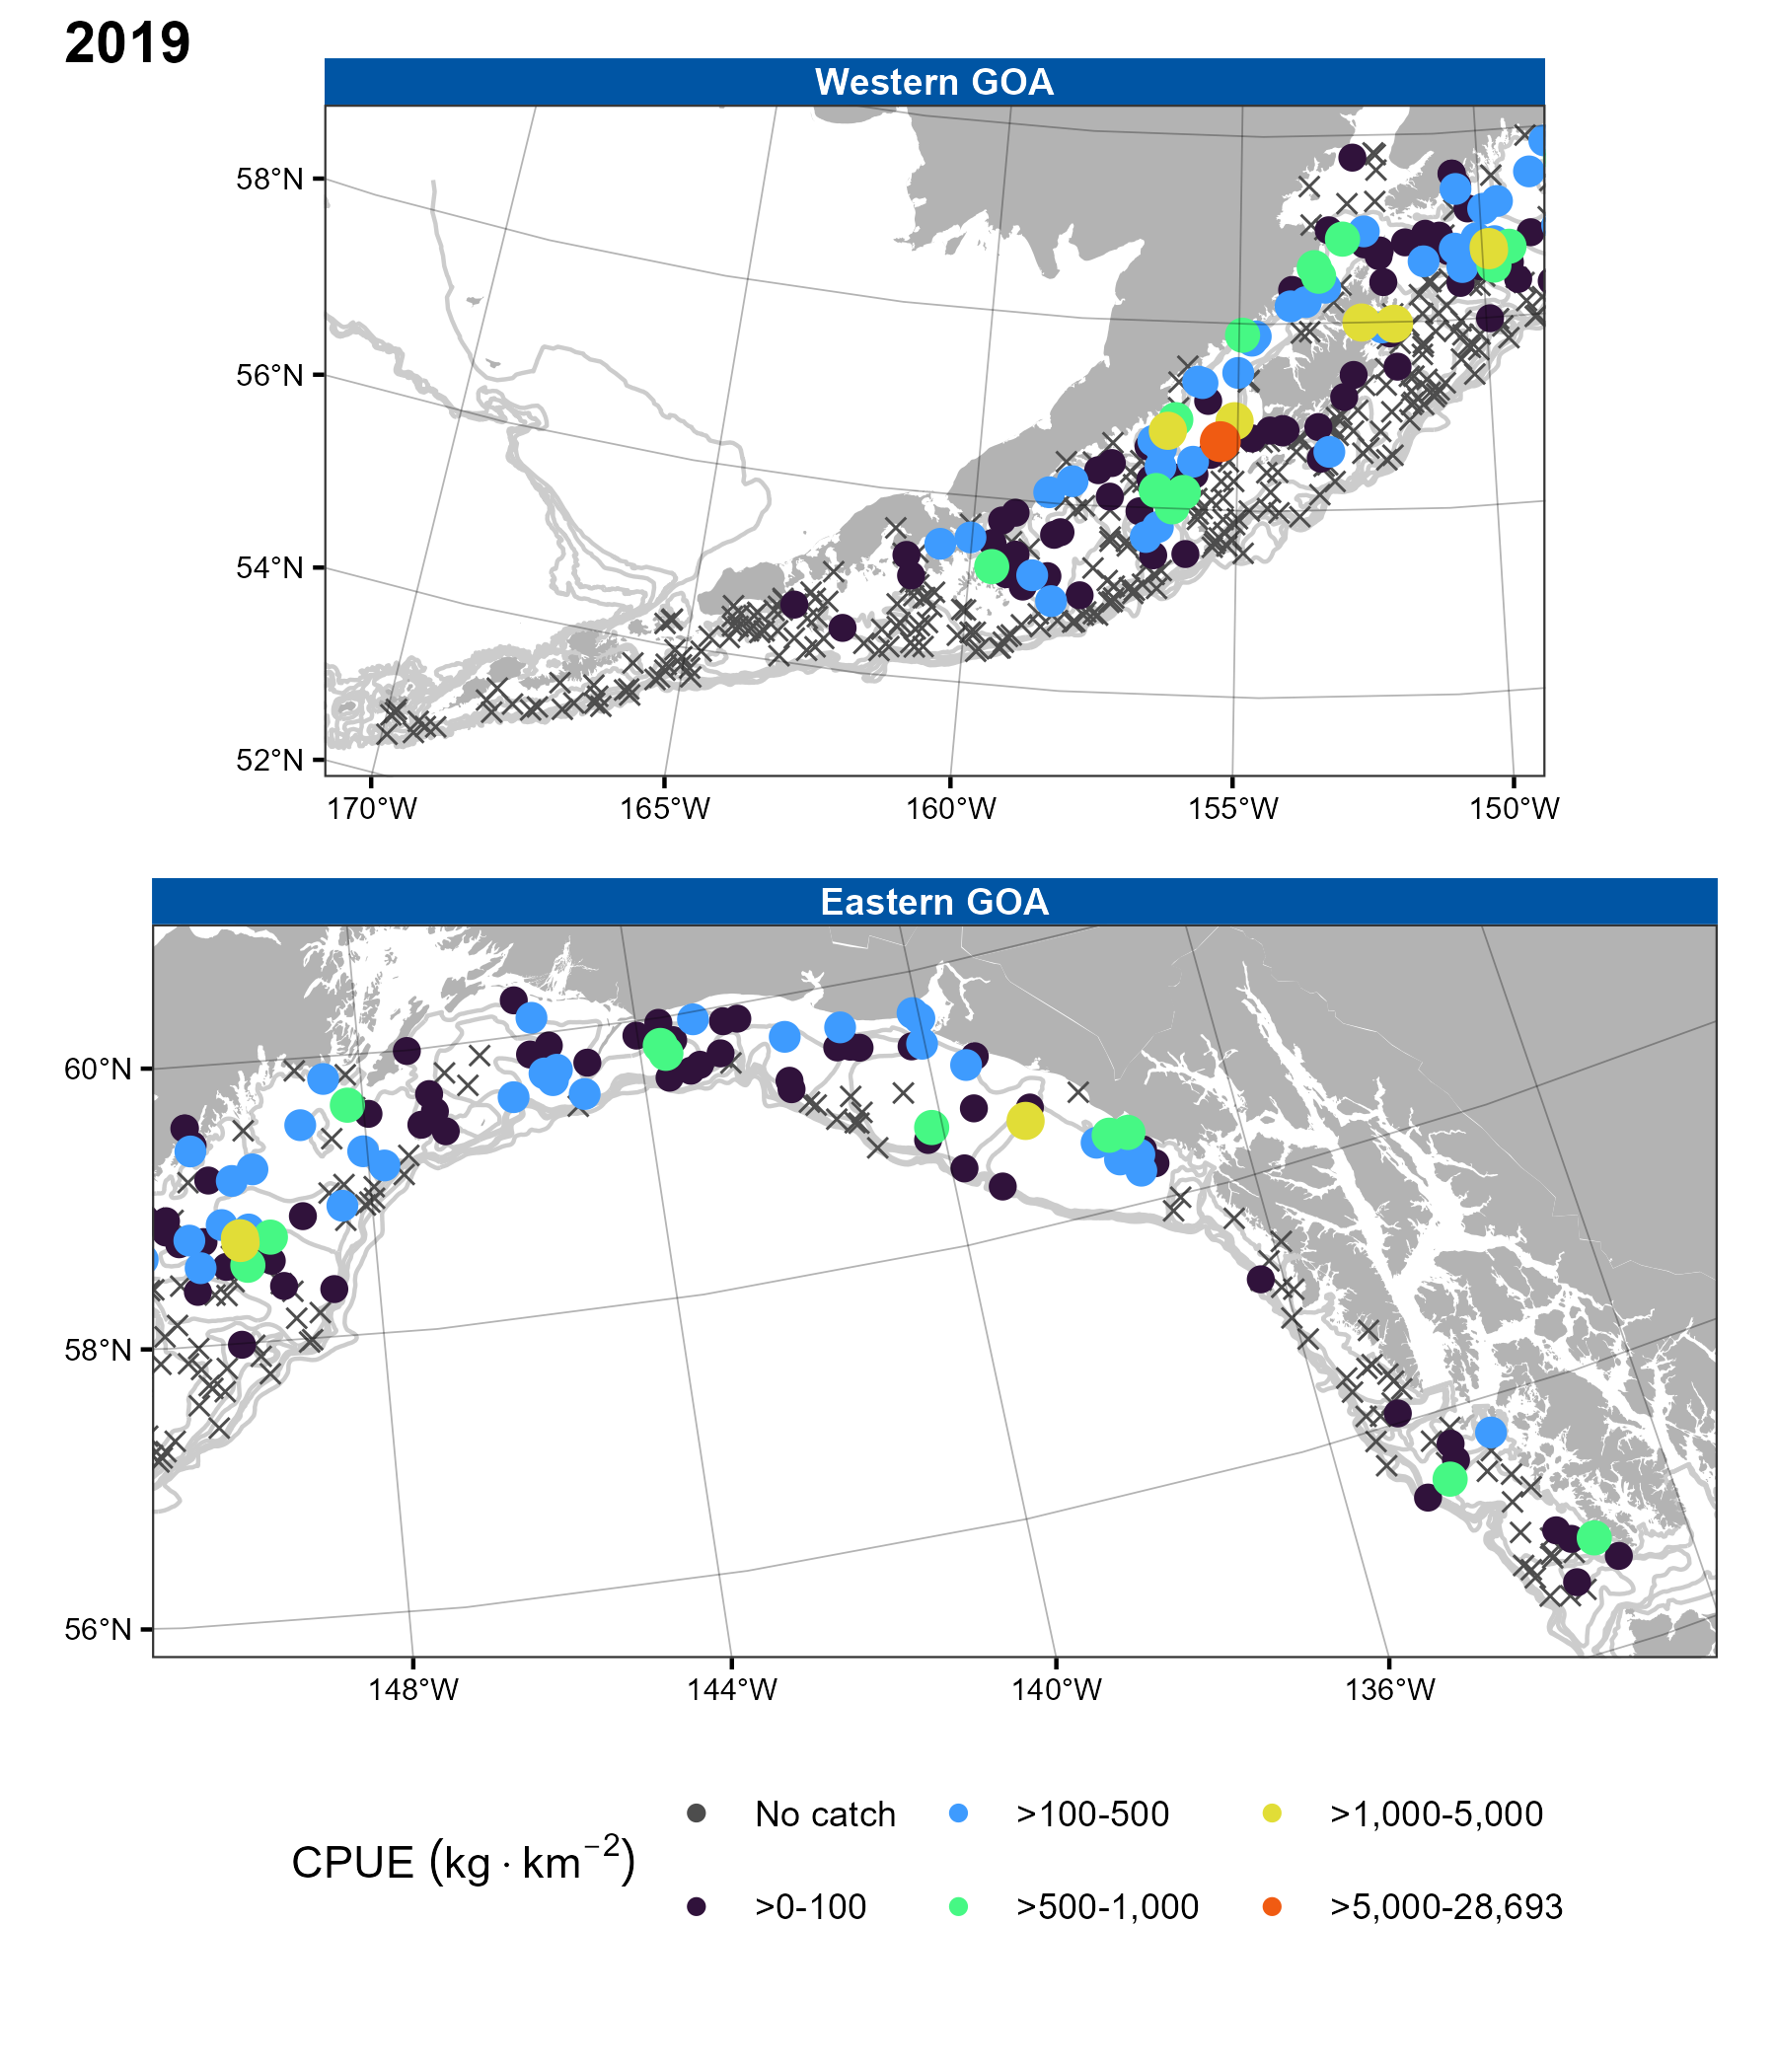 2019
Western GOA
58°N
56°N
54°N
52°N
170°W 165°W 160°W 155°W 150°W
Eastern GOA
60°N
58°N
56°N
148°W 144°W 140°W 136°W
CPUE (kg · km⁻²)
No catch >100-500 >1,000-5,000
>0-100 >500-1,000 >5,000-28,693